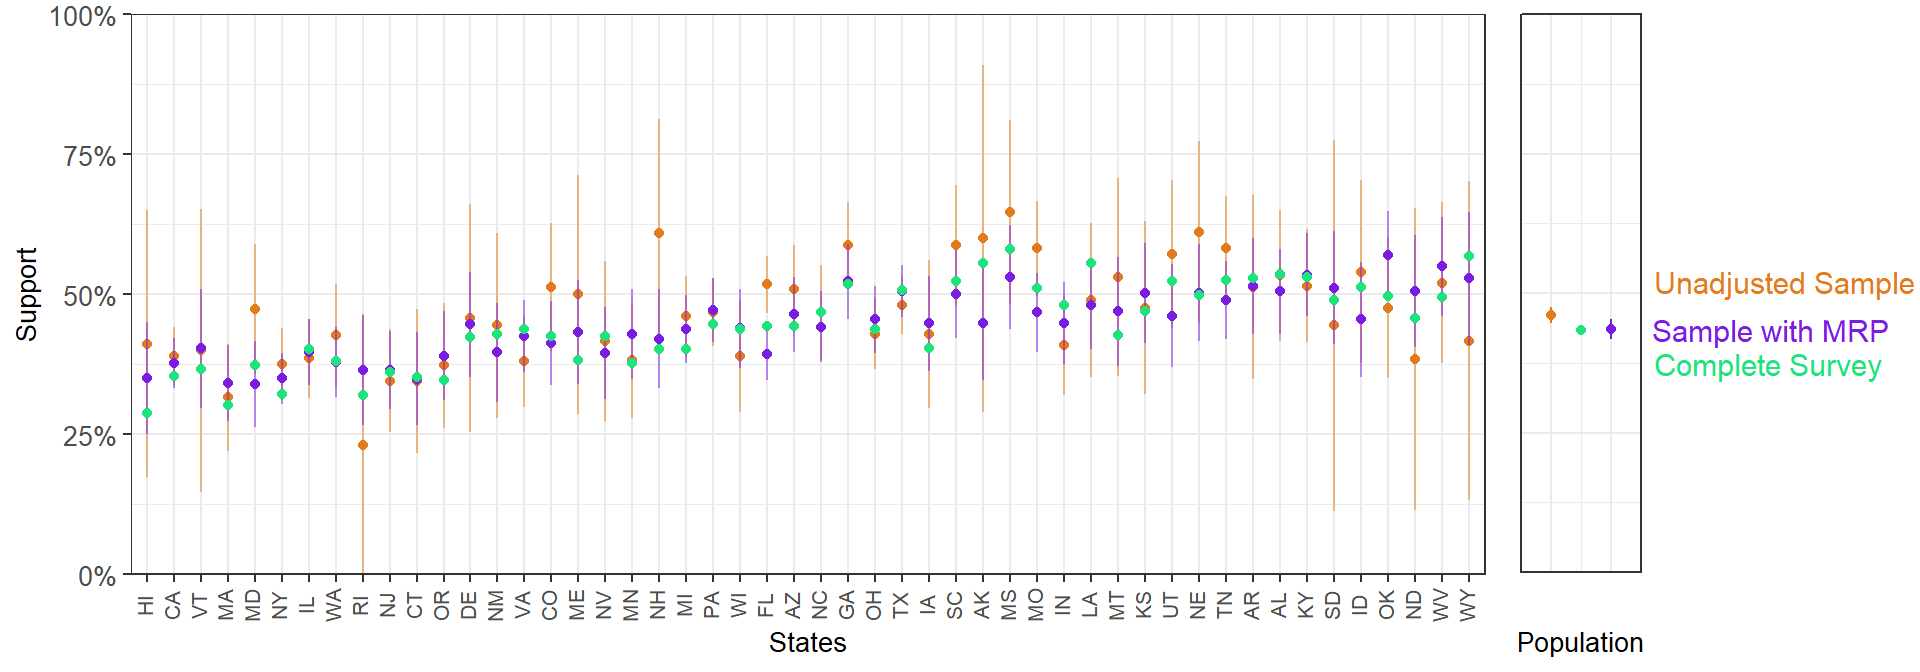 100%
75%
50%
25%
0%
Support
HI CA VT MA MD NY IL WA RI NJ CT OR DE NM VA CO ME NV MN NH MI PA WI FL AZ NC GA OH TX IA SC AK MS MO IN LA MT KS UT NE TN AR AL KY SD ID OK ND WV WY
States
Population
Unadjusted Sample
Sample with MRP
Complete Survey